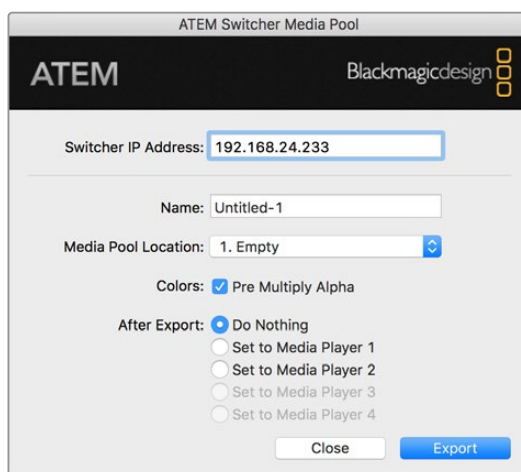 ATEM Switcher Media Pool
ATEM Blackmagicdesign
Switcher IP Address: 192.168.24.233
Name: Untitled-1
Media Pool Location: 1. Empty
Colors: Pre Multiply Alpha
After Export: Do Nothing
Set to Media Player 1
Set to Media Player 2
Set to Media Player 3
Set to Media Player 4
Close Export